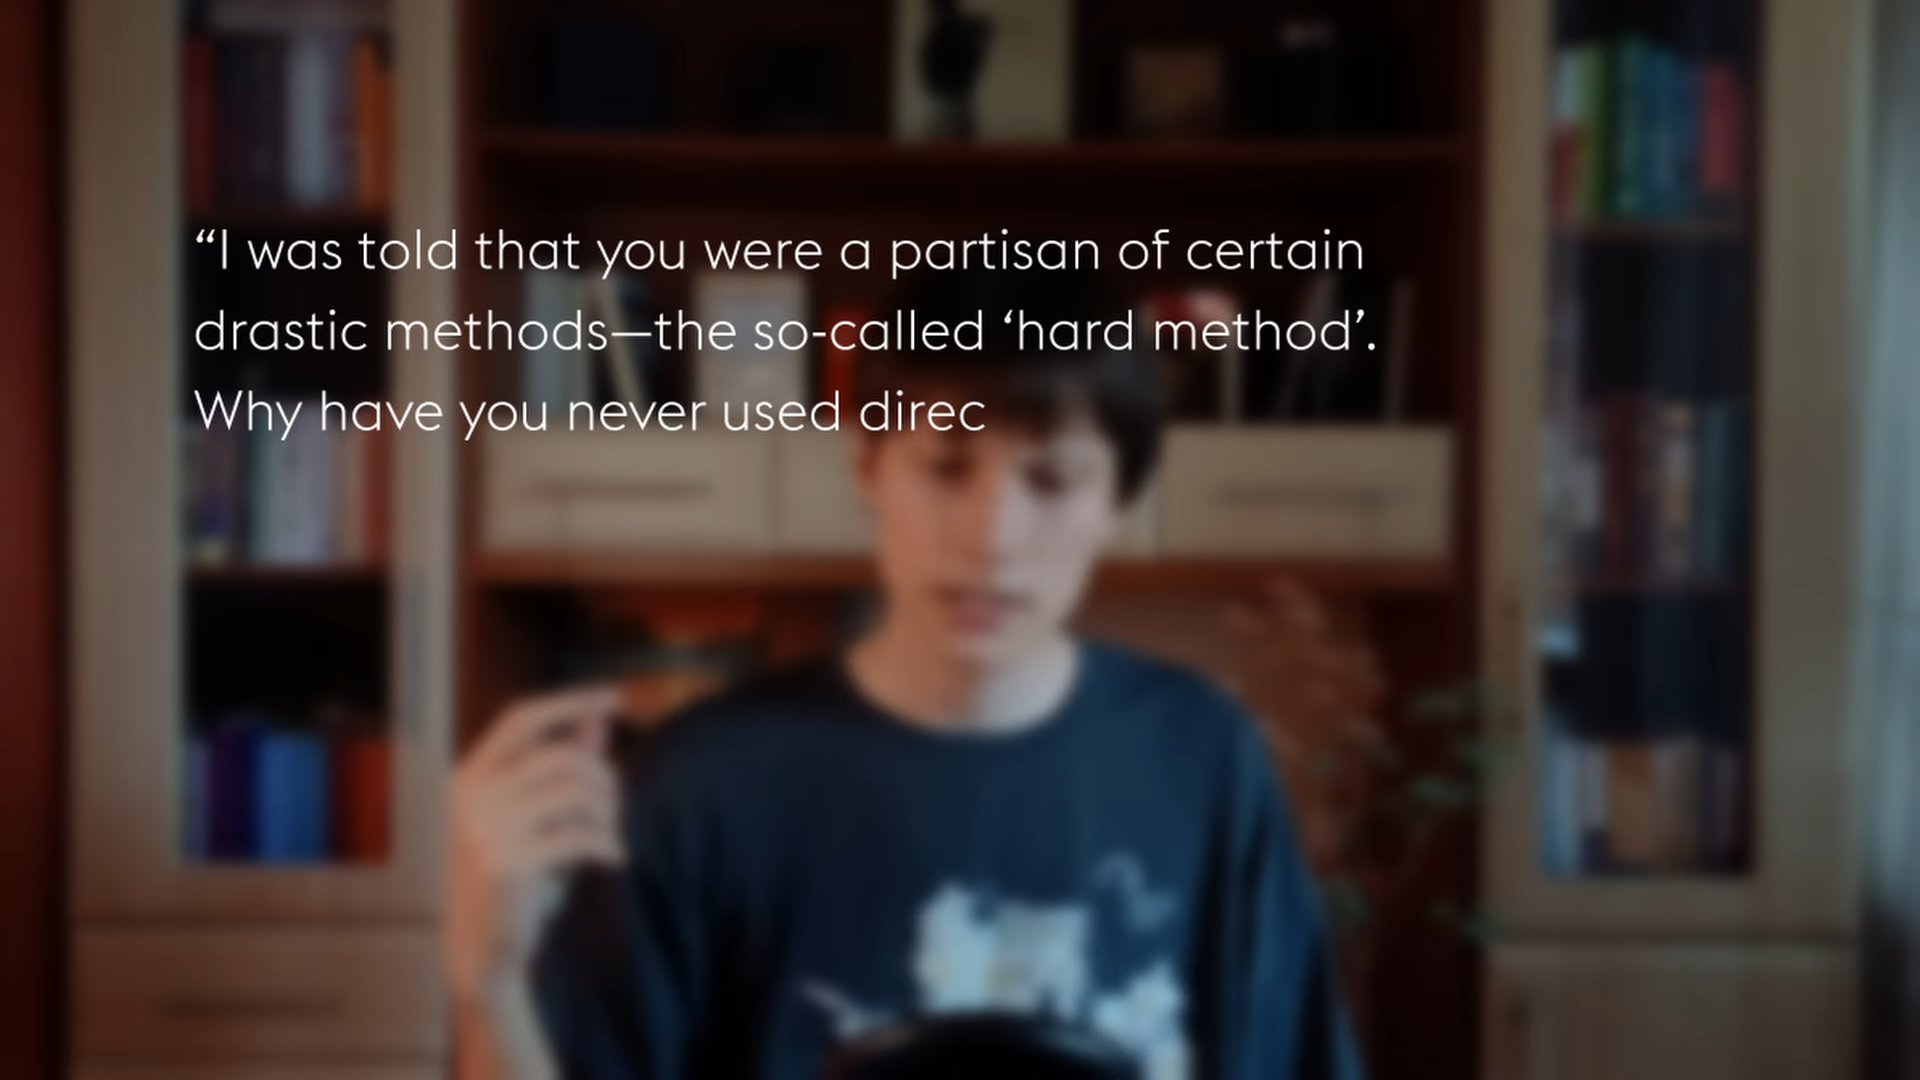 “I was told that you were a partisan of certain
drastic methods—the so-called ‘hard method’.
Why have you never used direc